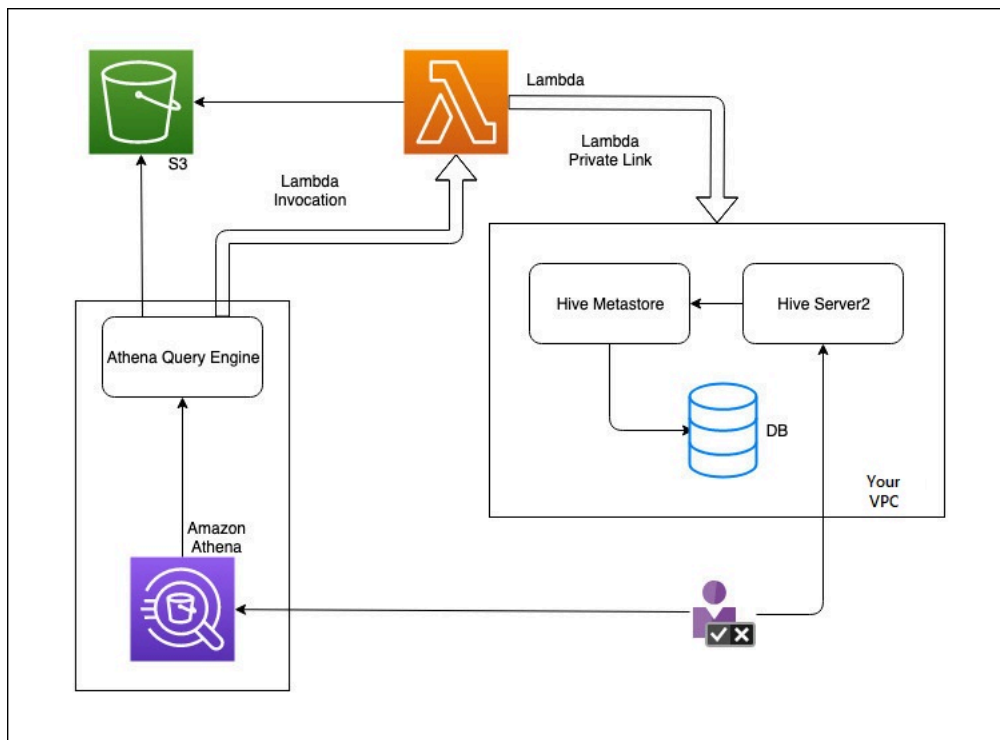 Lambda
S3
Lambda
Private Link
Lambda
Invocation
Hive Metastore
Hive Server2
Athena Query Engine
DB
Your
VPC
Amazon
Athena